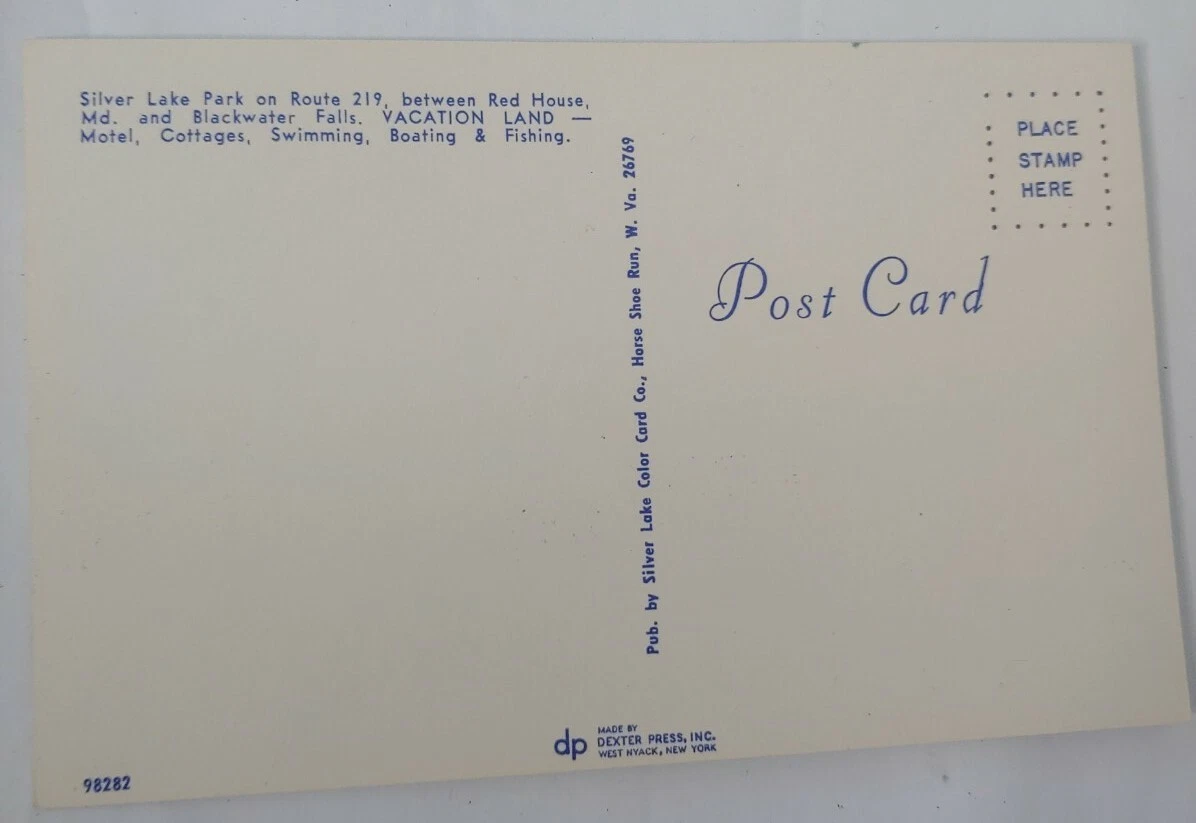 Silver Lake Park on Route 219, between Red House,
Md. and Blackwater Falls. VACATION LAND —
Motel, Cottages, Swimming, Boating & Fishing.
Pub. by Silver Lake Color Card Co., Horse Shoe Run, W. Va. 26769
PLACE
STAMP
HERE
Post Card
dp
MADE BY
DEXTER PRESS, INC.
WEST NYACK, NEW YORK
98282